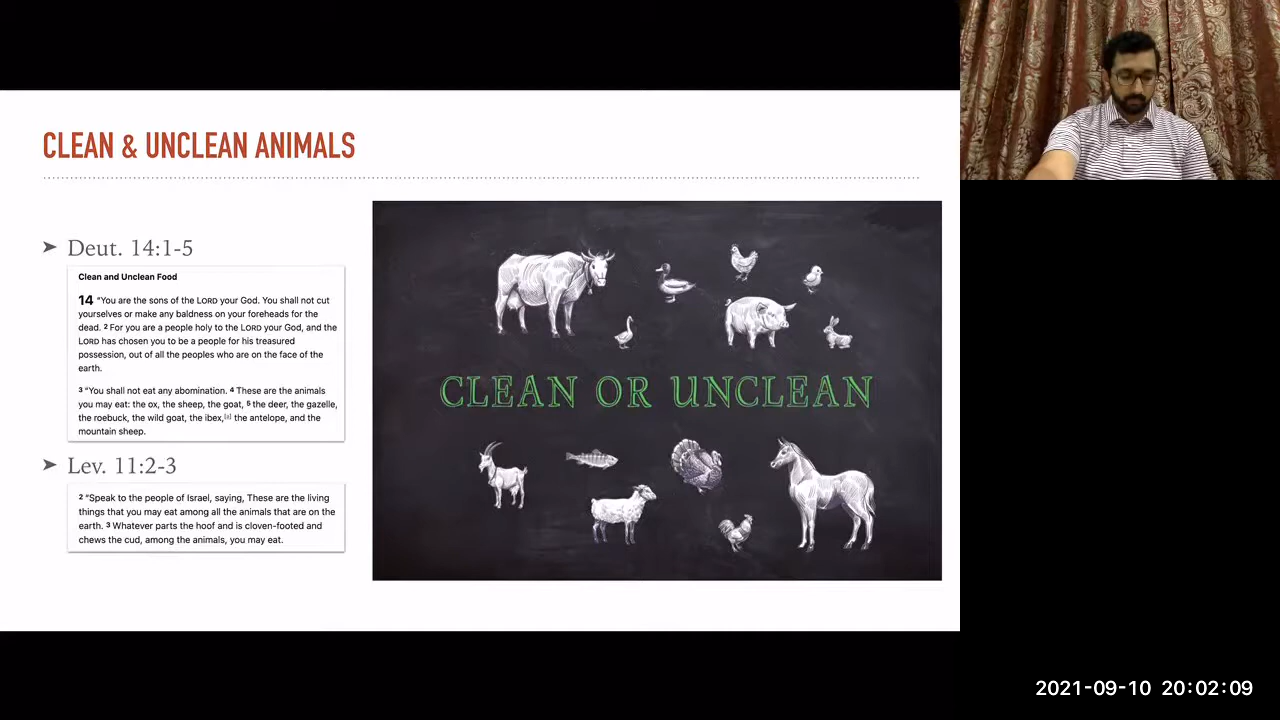 CLEAN & UNCLEAN ANIMALS
➤ Deut. 14:1-5
Clean and Unclean Food
14 “You are the sons of the LORD your God. You shall not cut
yourselves or make any baldness on your foreheads for the
dead. 2 For you are a people holy to the LORD your God, and the
LORD has chosen you to be a people for his treasured
possession, out of all the peoples who are on the face of the
earth.
3 “You shall not eat any abomination. 4 These are the animals
you may eat: the ox, the sheep, the goat, 5 the deer, the gazelle,
the roebuck, the wild goat, the ibex,[a] the antelope, and the
mountain sheep.
➤ Lev. 11:2-3
2 “Speak to the people of Israel, saying, These are the living
things that you may eat among all the animals that are on the
earth. 3 Whatever parts the hoof and is cloven-footed and
chews the cud, among the animals, you may eat.
CLEAN OR UNCLEAN
2021-09-10 20:02:09